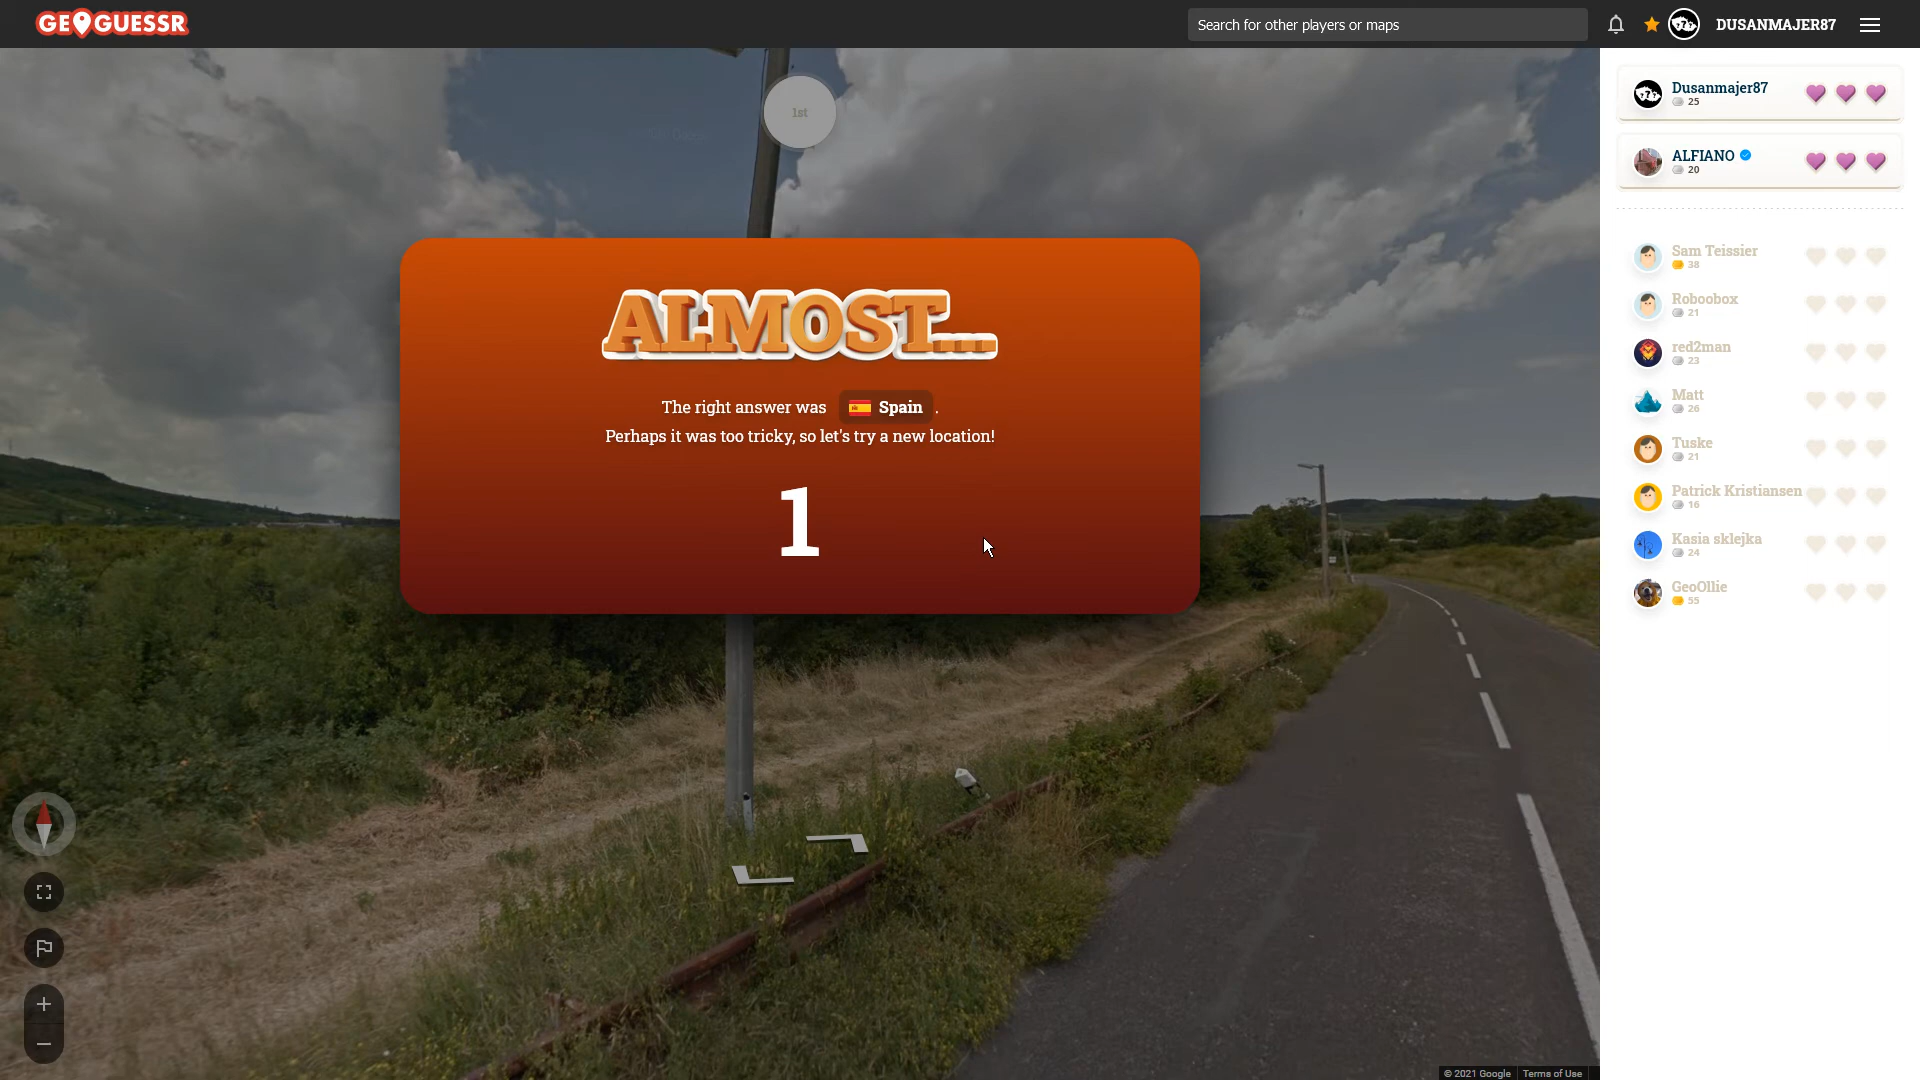 GEOGUESSR
Search for other players or maps
DUSANMAJER87
1st
ALMOST...
The right answer was Spain.
Perhaps it was too tricky, so let's try a new location!
1
Dusanmajer87
25
ALFIANO
20
Sam Teissier
38
Roboobox
21
red2man
23
Matt
26
Tuske
21
Patrick Kristiansen
16
Kasia sklejka
24
GeoOllie
55
© 2021 Google
Terms of Use